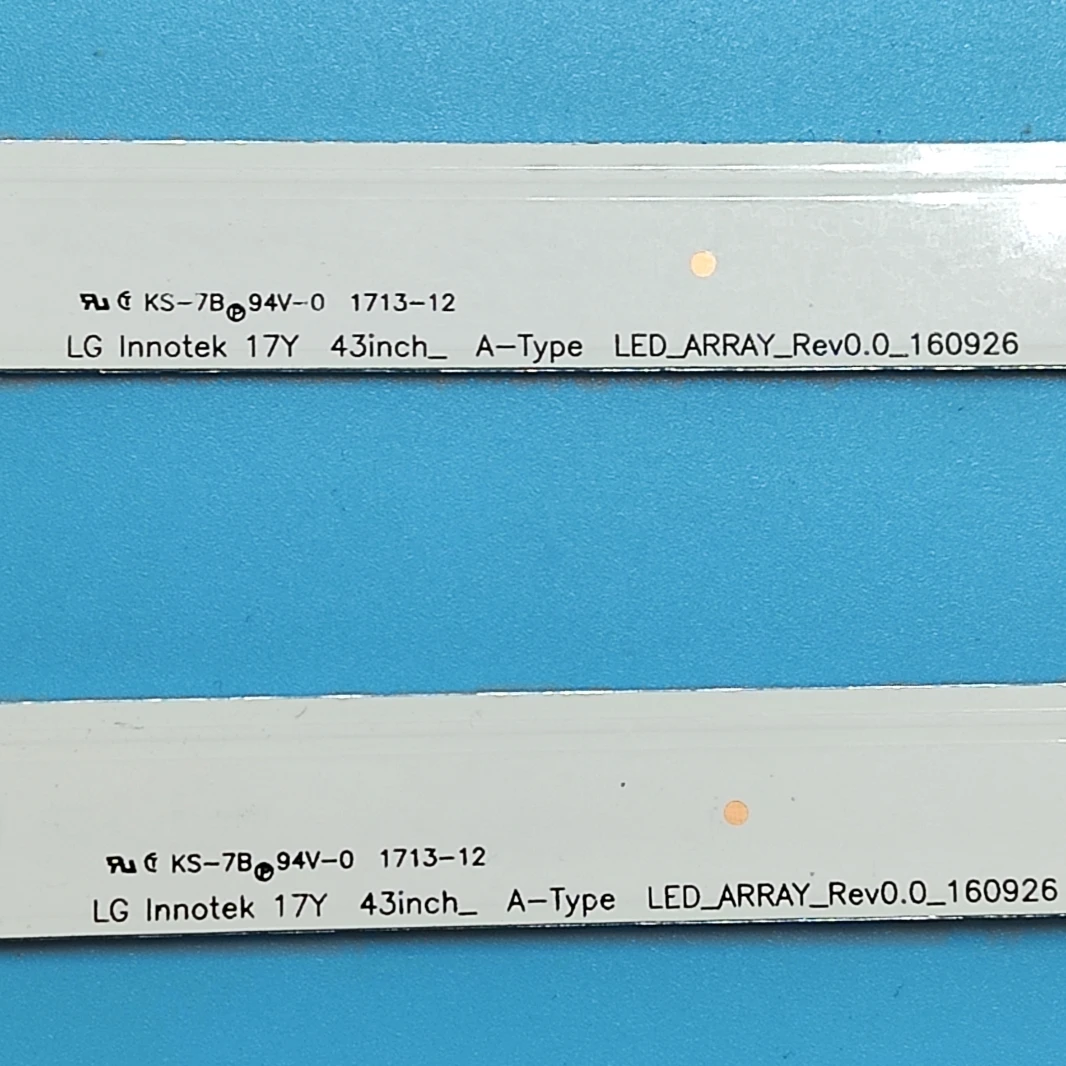 KS-7B 94V-0 1713-12
LG Innotek 17Y 43inch_ A-Type LED_ARRAY_Rev0.0_160926
KS-7B 94V-0 1713-12
LG Innotek 17Y 43inch_ A-Type LED_ARRAY_Rev0.0_160926